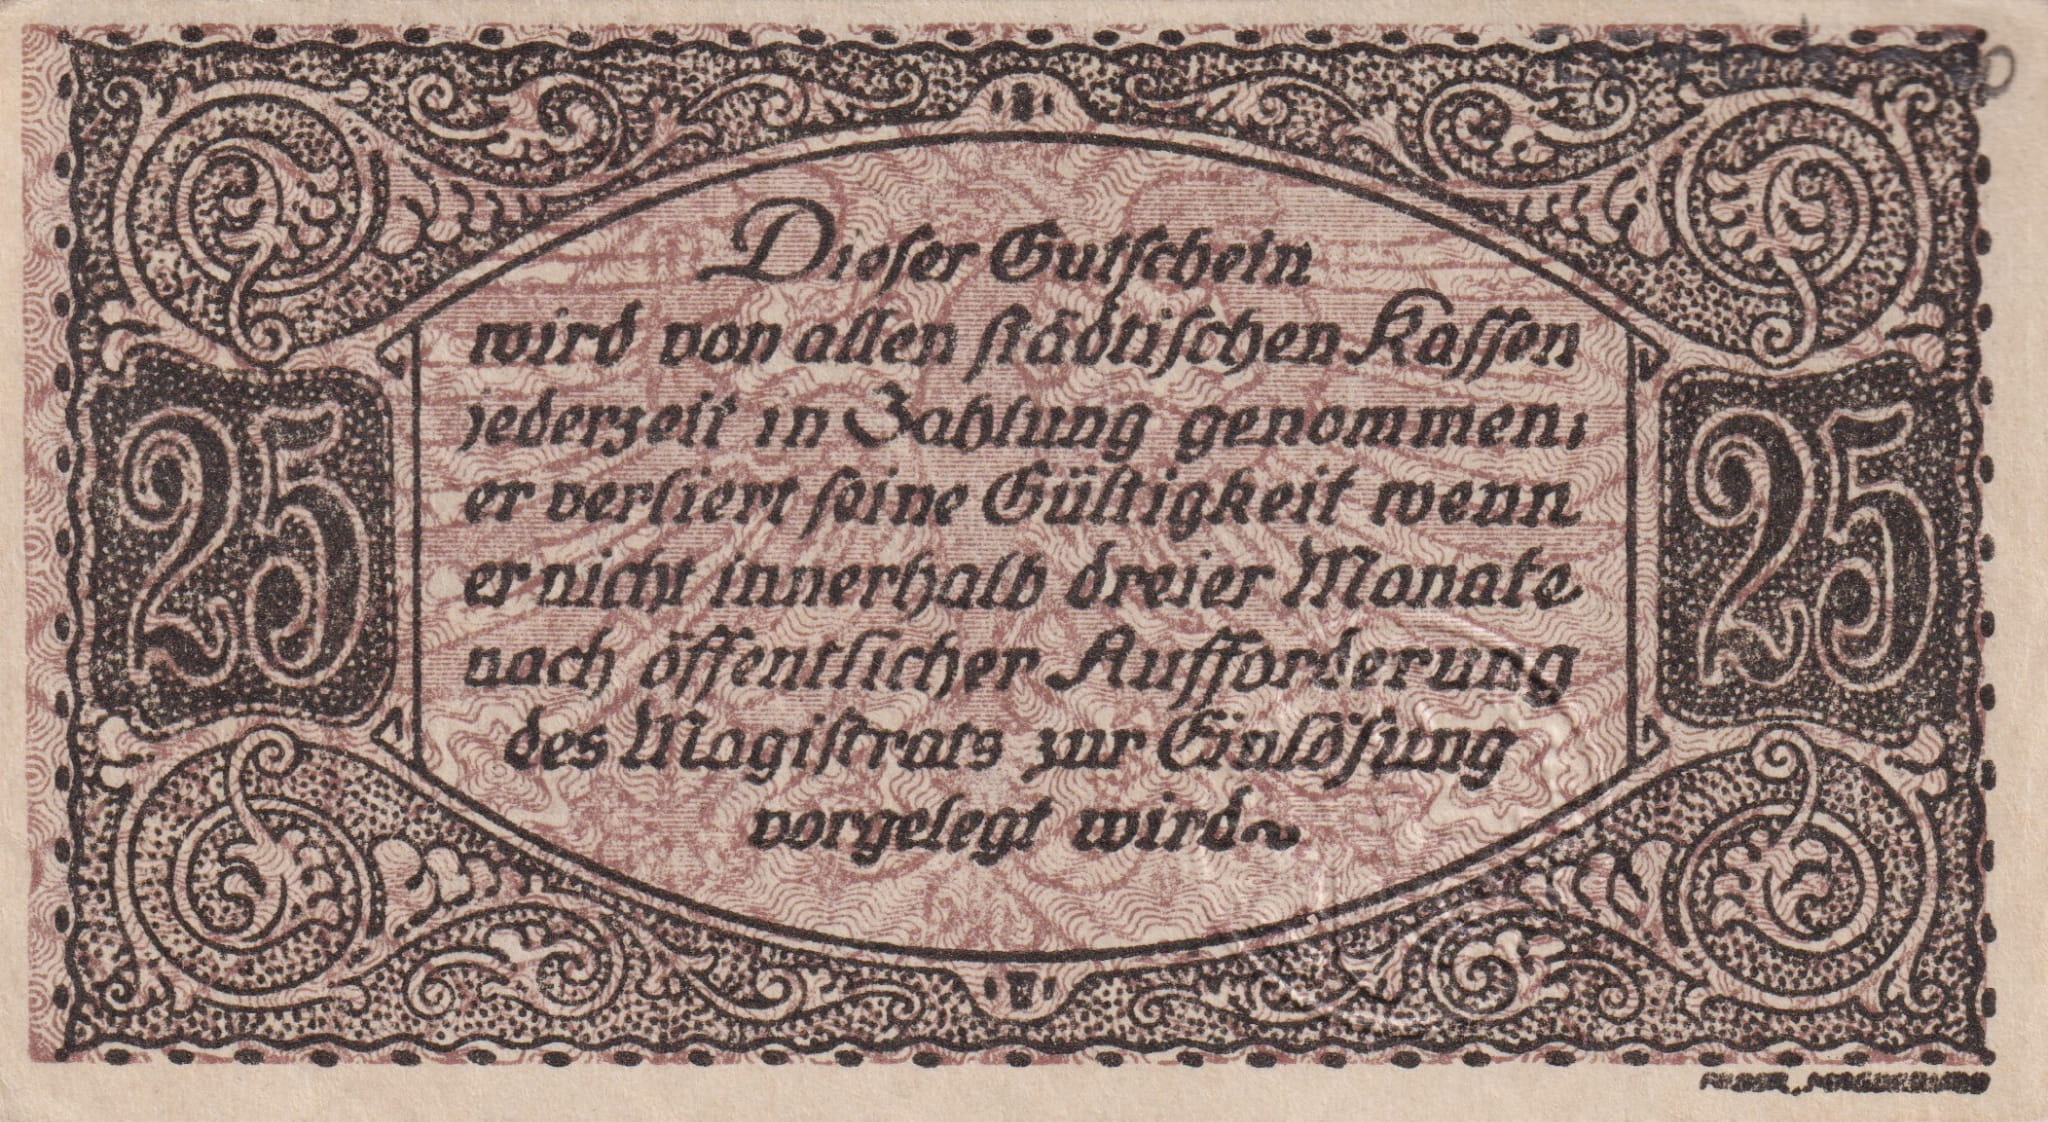 Dieser Gutschein
wird von allen städtischen Kassen
25 jederzeit in Zahlung genommen; 25
er verliert seine Gültigkeit wenn
er nicht innerhalb dreier Monate
nach öffentlicher Aufforderung
des Magistrats zur Einlösung
vorgelegt wird